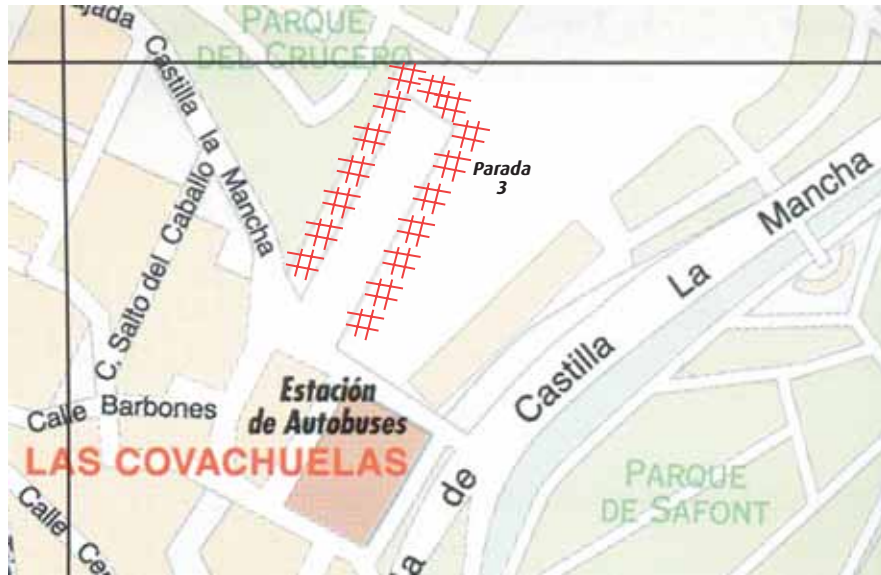 PARQUE
DEL CRUCERO
Castilla la Mancha
Parada
3
C. Salto del Caballo
Castilla La Mancha
de
Estación
de Autobuses
Calle Barbones
LAS COVACHUELAS
PARQUE
DE SAFONT
Calle